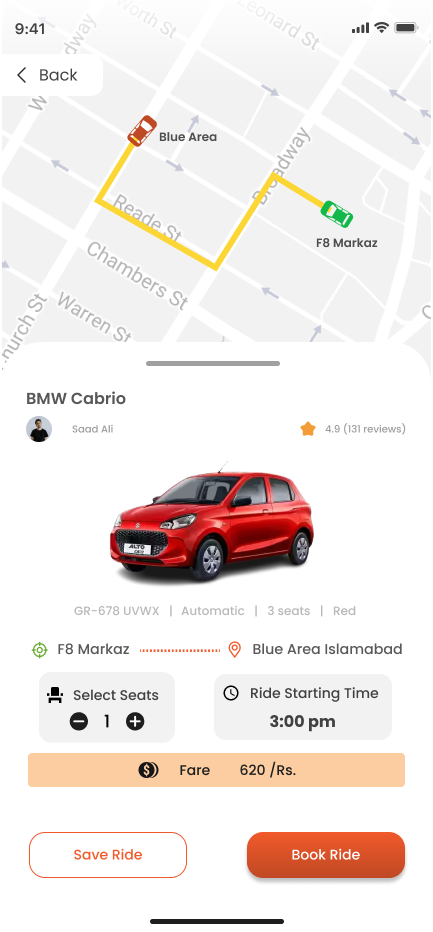 9:41
Worth St
Leonard St
Broadway
Back
Blue Area
Broadway
Reade St
F8 Markaz
Chambers St
Warren St
Church St
BMW Cabrio
Saad Ali
4.9 (131 reviews)
ALTO
GR-678 UVWX | Automatic | 3 seats | Red
F8 Markaz
Blue Area Islamabad
Select Seats
1
Ride Starting Time
3:00 pm
Fare 620 /Rs.
Save Ride
Book Ride